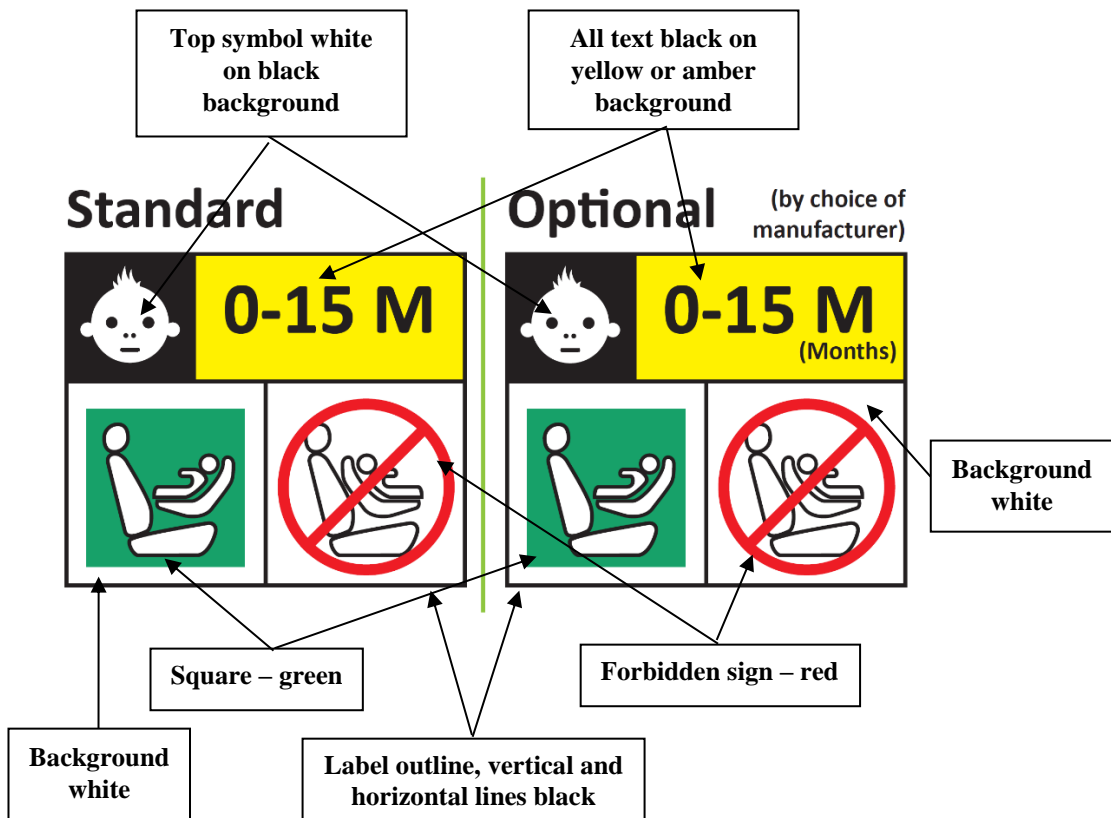 Top symbol white
on black
background
All text black on
yellow or amber
background
Standard
Optional
(by choice of
manufacturer)
0-15 M
0-15 M
(Months)
Background
white
Square – green
Forbidden sign – red
Background
white
Label outline, vertical and
horizontal lines black